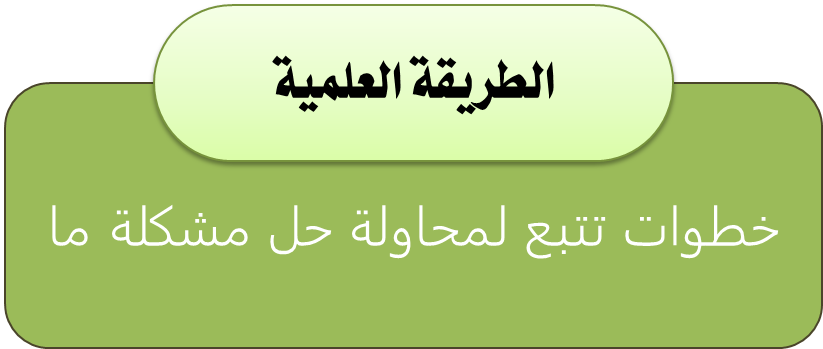 الطريقة العلمية
خطوات تتبع لمحاولة حل مشكلة ما